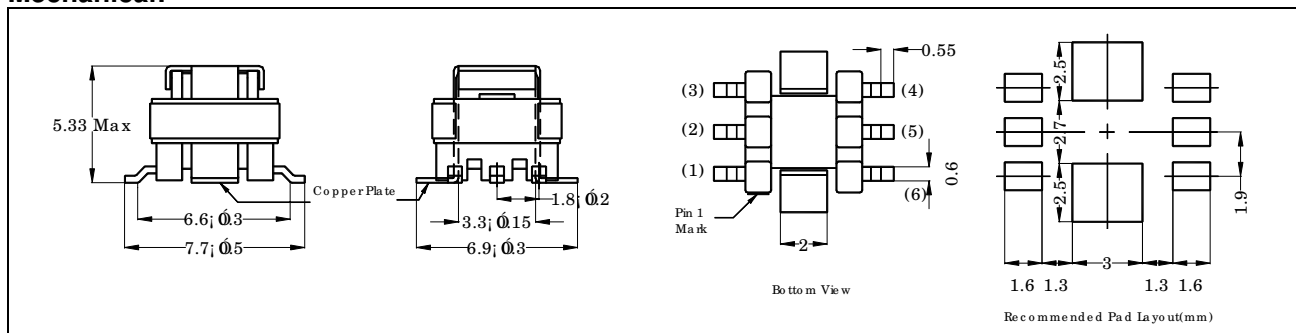 5.33 Max
Copper Plate
6.6¡Ó0.3
7.7¡Ó0.5
1.8¡Ó0.2
3.3¡Ó0.15
6.9¡Ó0.3
0.55
(3)
(4)
(2)
(5)
(1)
(6)
0.6
Pin 1
Mark
2
Bottom View
2.5
2.7
2.5
1.9
3
1.6 1.3
1.3 1.6
Recommended Pad Layout(mm)